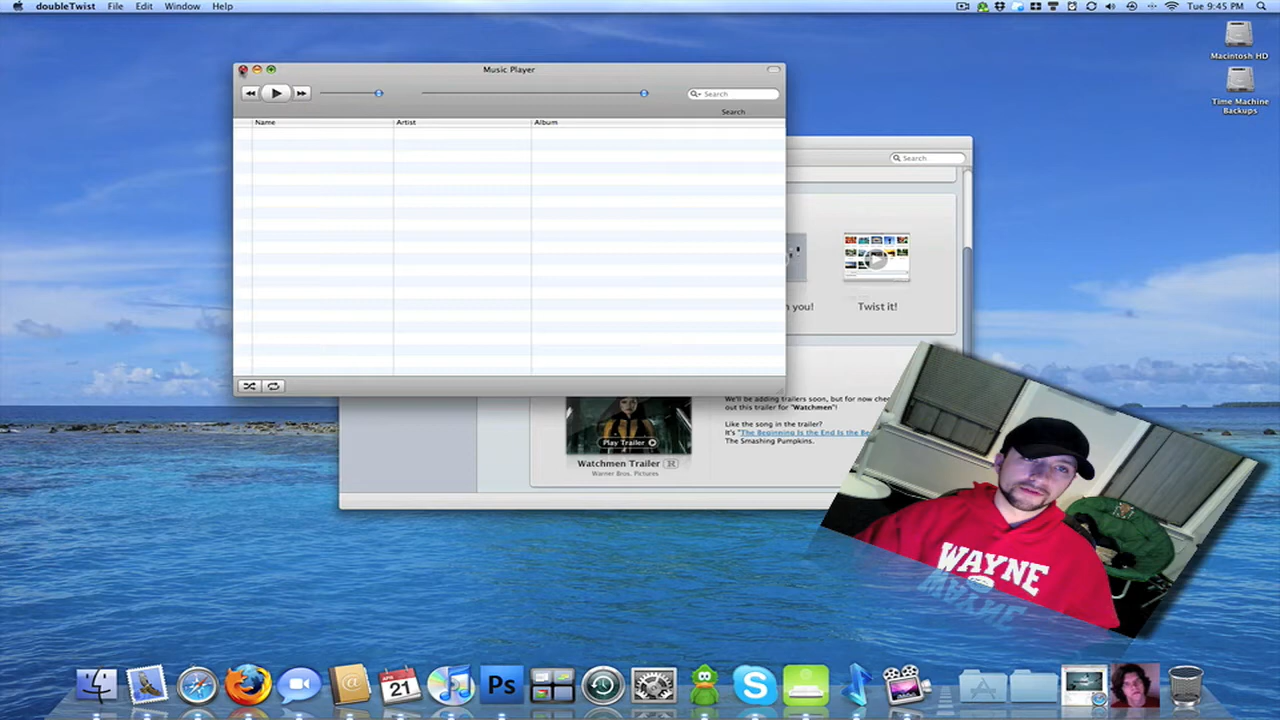 doubleTwist File Edit Window Help
Tue 9:45 PM
Macintosh HD
Time Machine
Backups
Music Player
Search
Search
Name Artist Album
Search
n you!
Twist it!
We'll be adding trailers soon, but for now che
out this trailer for "Watchmen"!
Like the song in the trailer?
It's "The Beginning Is the End Is the Be
The Smashing Pumpkins.
Play Trailer
Watchmen Trailer R
Warner Bros. Pictures
WAYNE
WAYNE
APR
21
Ps